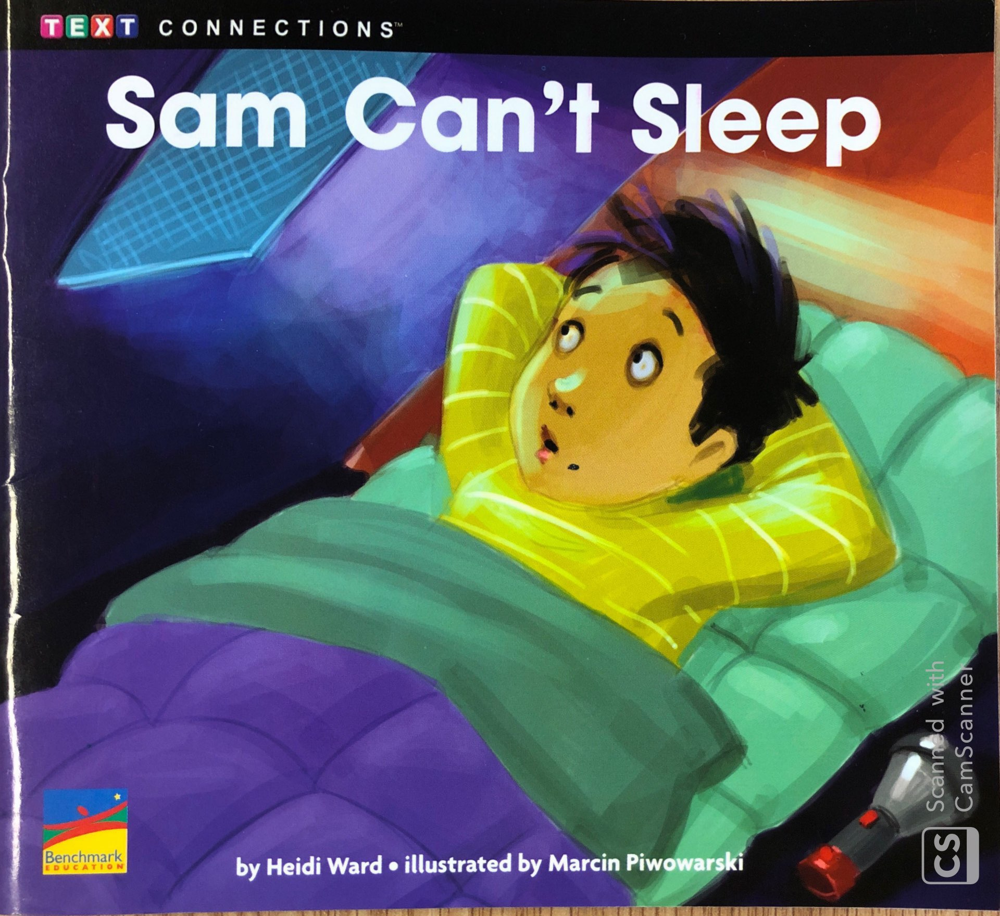 TEXT CONNECTIONS™
Sam Can't Sleep
Benchmark
EDUCATION
by Heidi Ward • illustrated by Marcin Piwowarski
Scanned with
CamScanner
CS